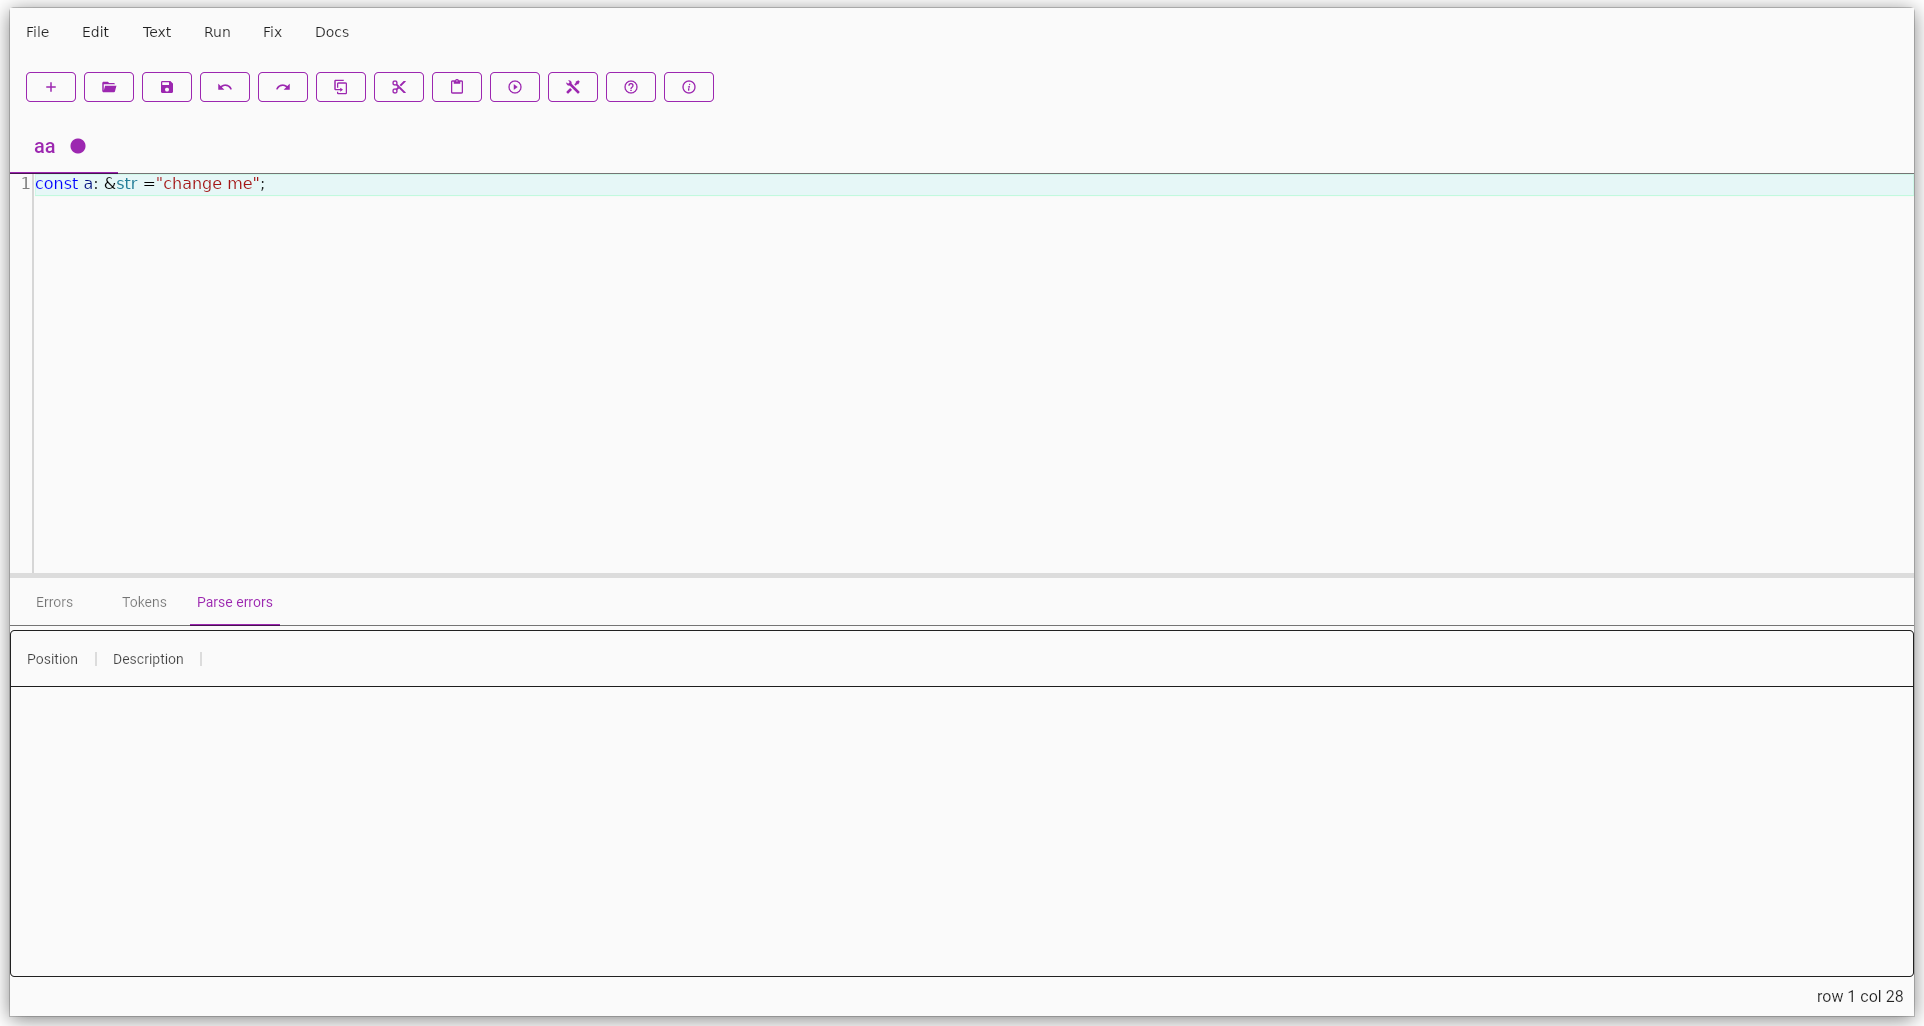 File Edit Text Run Fix Docs
aa
1 const a: &str ="change me";
Errors Tokens Parse errors
Position Description
row 1 col 28